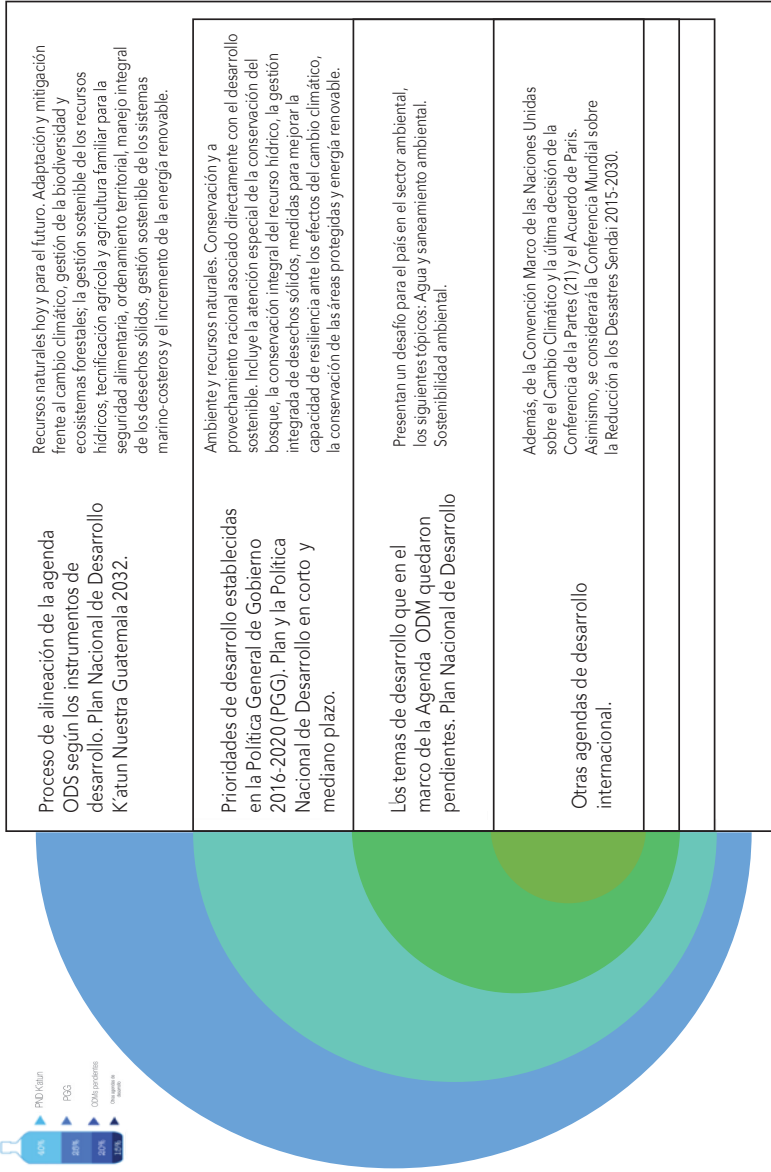 Proceso de alineación de la agenda
ODS según los instrumentos de
desarrollo. Plan Nacional de Desarrollo
K'atun Nuestra Guatemala 2032.
Recursos naturales hoy y para el futuro. Adaptación y mitigación
frente al cambio climático, gestión de la biodiversidad y
ecosistemas forestales; la gestión sostenible de los recursos
hídricos, tecnificación agrícola y agricultura familiar para la
seguridad alimentaria, ordenamiento territorial, manejo integral
de los desechos sólidos, gestión sostenible de los sistemas
marino-costeros y el incremento de la energía renovable.
Prioridades de desarrollo establecidas
en la Política General de Gobierno
2016-2020 (PGG). Plan y la Política
Nacional de Desarrollo en corto y
mediano plazo.
Ambiente y recursos naturales. Conservación y a
provechamiento racional asociado directamente con el desarrollo
sostenible. Incluye la atención especial de la conservación del
bosque, la conservación integral del recurso hídrico, la gestión
integrada de desechos sólidos, medidas para mejorar la
capacidad de resiliencia ante los efectos del cambio climático,
la conservación de las áreas protegidas y energía renovable.
Los temas de desarrollo que en el
marco de la Agenda ODM quedaron
pendientes. Plan Nacional de Desarrollo
Presentan un desafío para el país en el sector ambiental,
los siguientes tópicos: Agua y saneamiento ambiental.
Sostenibilidad ambiental.
Otras agendas de desarrollo
internacional.
Además, de la Convención Marco de las Naciones Unidas
sobre el Cambio Climático y la última decisión de la
Conferencia de la Partes (21) y el Acuerdo de Paris.
Asimismo, se considerará la Conferencia Mundial sobre
la Reducción a los Desastres Sendai 2015-2030.
40% PND K'atun
25% PGG
20% ODMs pendientes
15% Otras agendas de
desarrollo